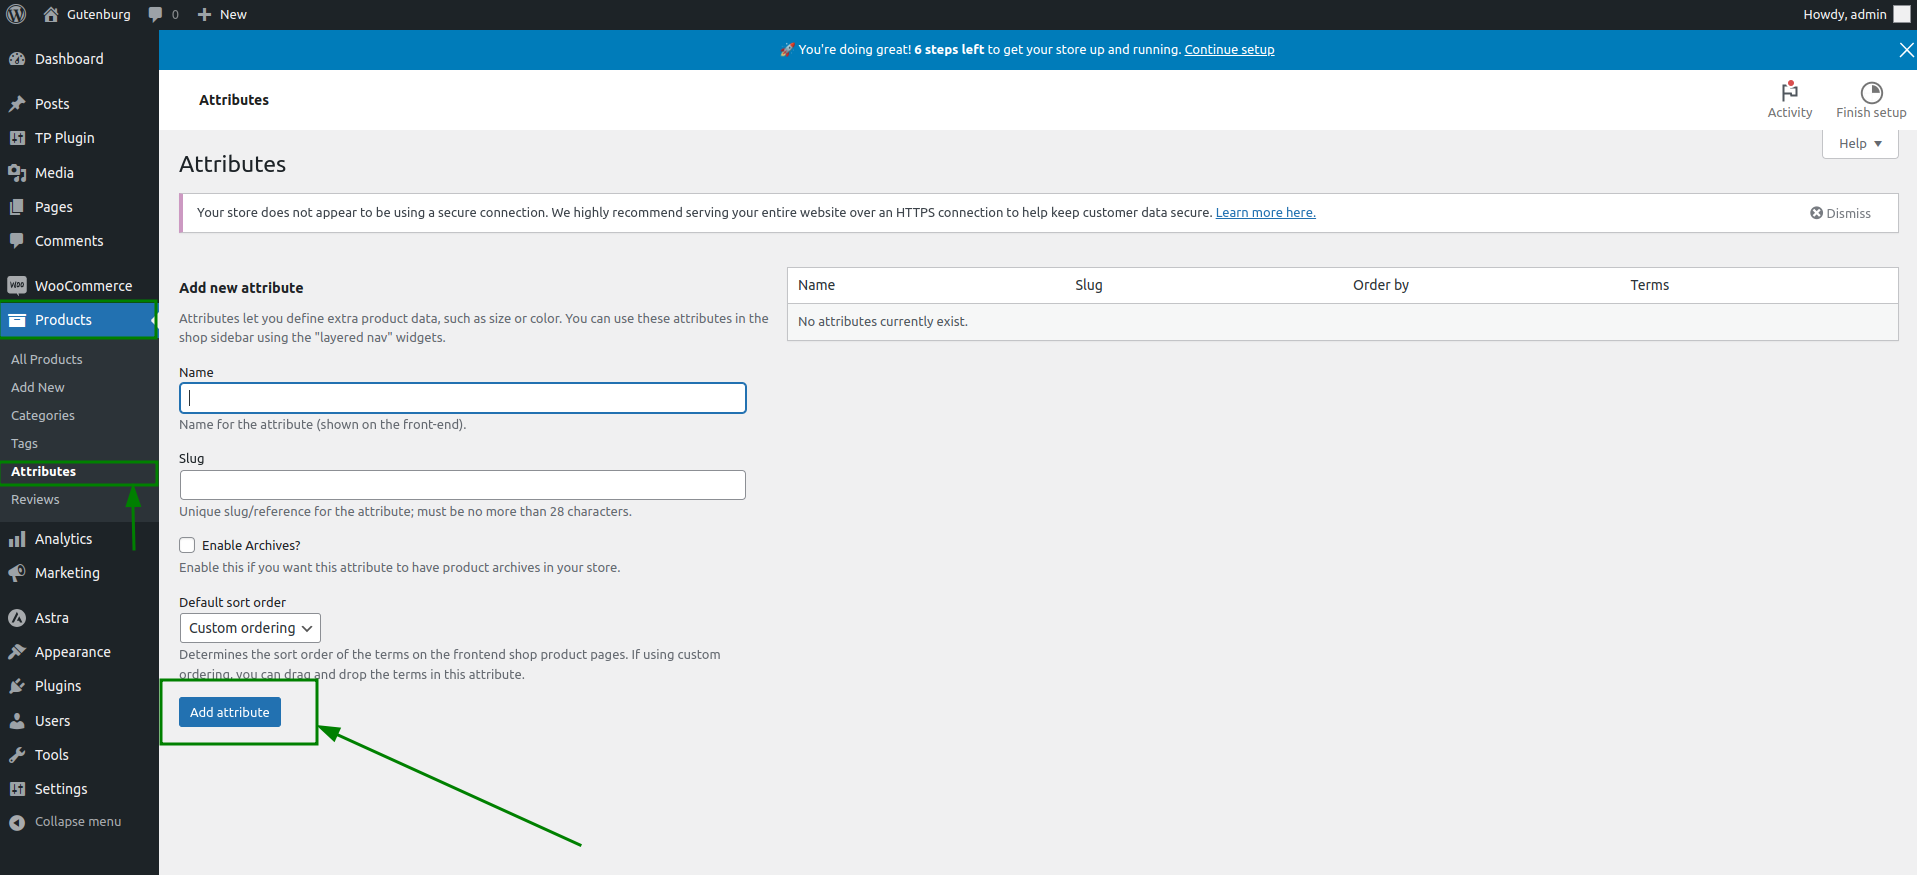 Gutenburg
0
New
Howdy, admin
🚀 You're doing great! 6 steps left to get your store up and running. Continue setup
Dashboard
Posts
TP Plugin
Media
Pages
Comments
WooCommerce
Products
All Products
Add New
Categories
Tags
Attributes
Reviews
Analytics
Marketing
Astra
Appearance
Plugins
Users
Tools
Settings
Collapse menu
Attributes
Activity
Finish setup
Help
Attributes
Your store does not appear to be using a secure connection. We highly recommend serving your entire website over an HTTPS connection to help keep customer data secure. Learn more here.
Dismiss
Add new attribute
Attributes let you define extra product data, such as size or color. You can use these attributes in the
shop sidebar using the "layered nav" widgets.
Name
Name for the attribute (shown on the front-end).
Slug
Unique slug/reference for the attribute; must be no more than 28 characters.
Enable Archives?
Enable this if you want this attribute to have product archives in your store.
Default sort order
Custom ordering
Determines the sort order of the terms on the frontend shop product pages. If using custom
ordering, you can drag and drop the terms in this attribute.
Add attribute
Name Slug Order by Terms
No attributes currently exist.